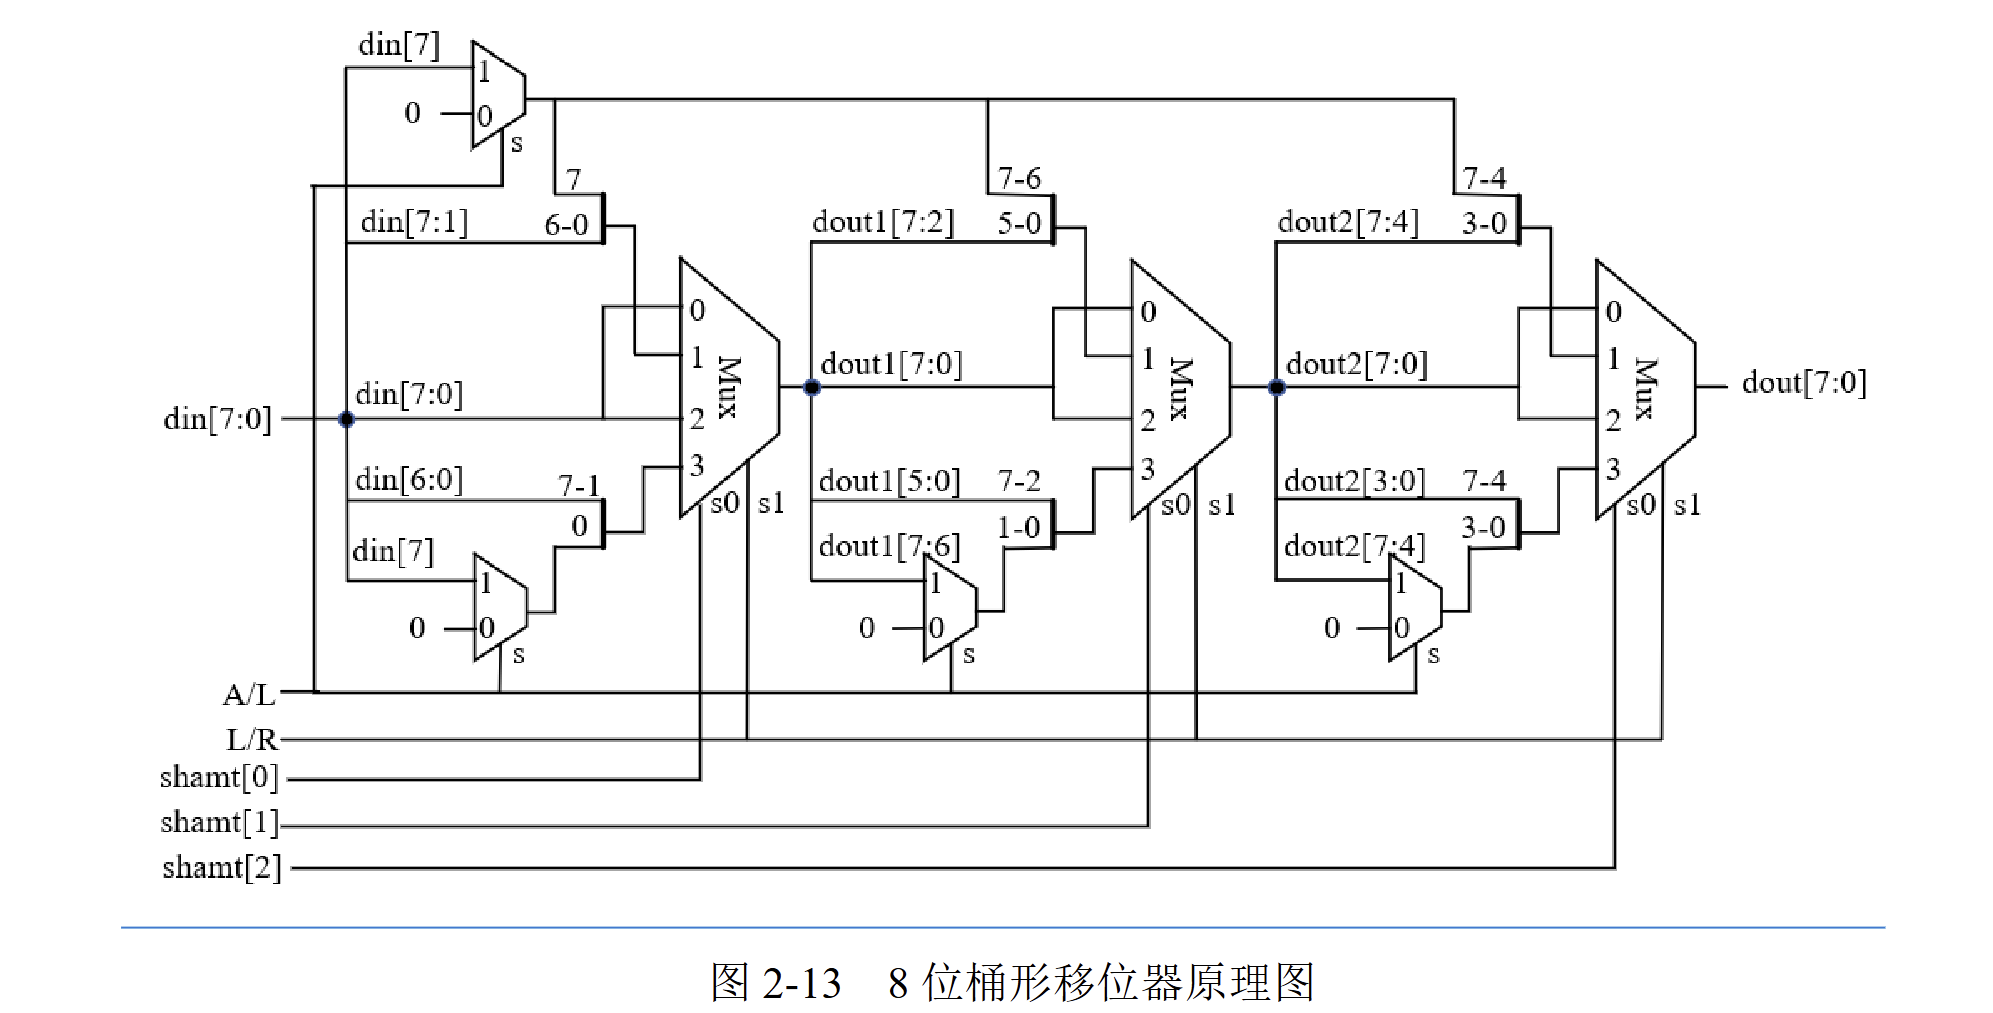 din[7]
1
0
0
s
7
7-6
7-4
din[7:1]
6-0
dout1[7:2]
5-0
dout2[7:4]
3-0
0
1
2
3
Mux
0
1
2
3
Mux
0
1
2
3
Mux
din[7:0]
din[7:0]
dout1[7:0]
dout2[7:0]
dout[7:0]
din[6:0]
7-1
0
s0
s1
dout1[5:0]
7-2
1-0
s0
s1
dout2[3:0]
7-4
3-0
s0
s1
din[7]
1
0
0
s
dout1[7:6]
1
0
0
s
dout2[7:4]
1
0
0
s
A/L
L/R
shamt[0]
shamt[1]
shamt[2]
图 2-13 8 位桶形移位器原理图